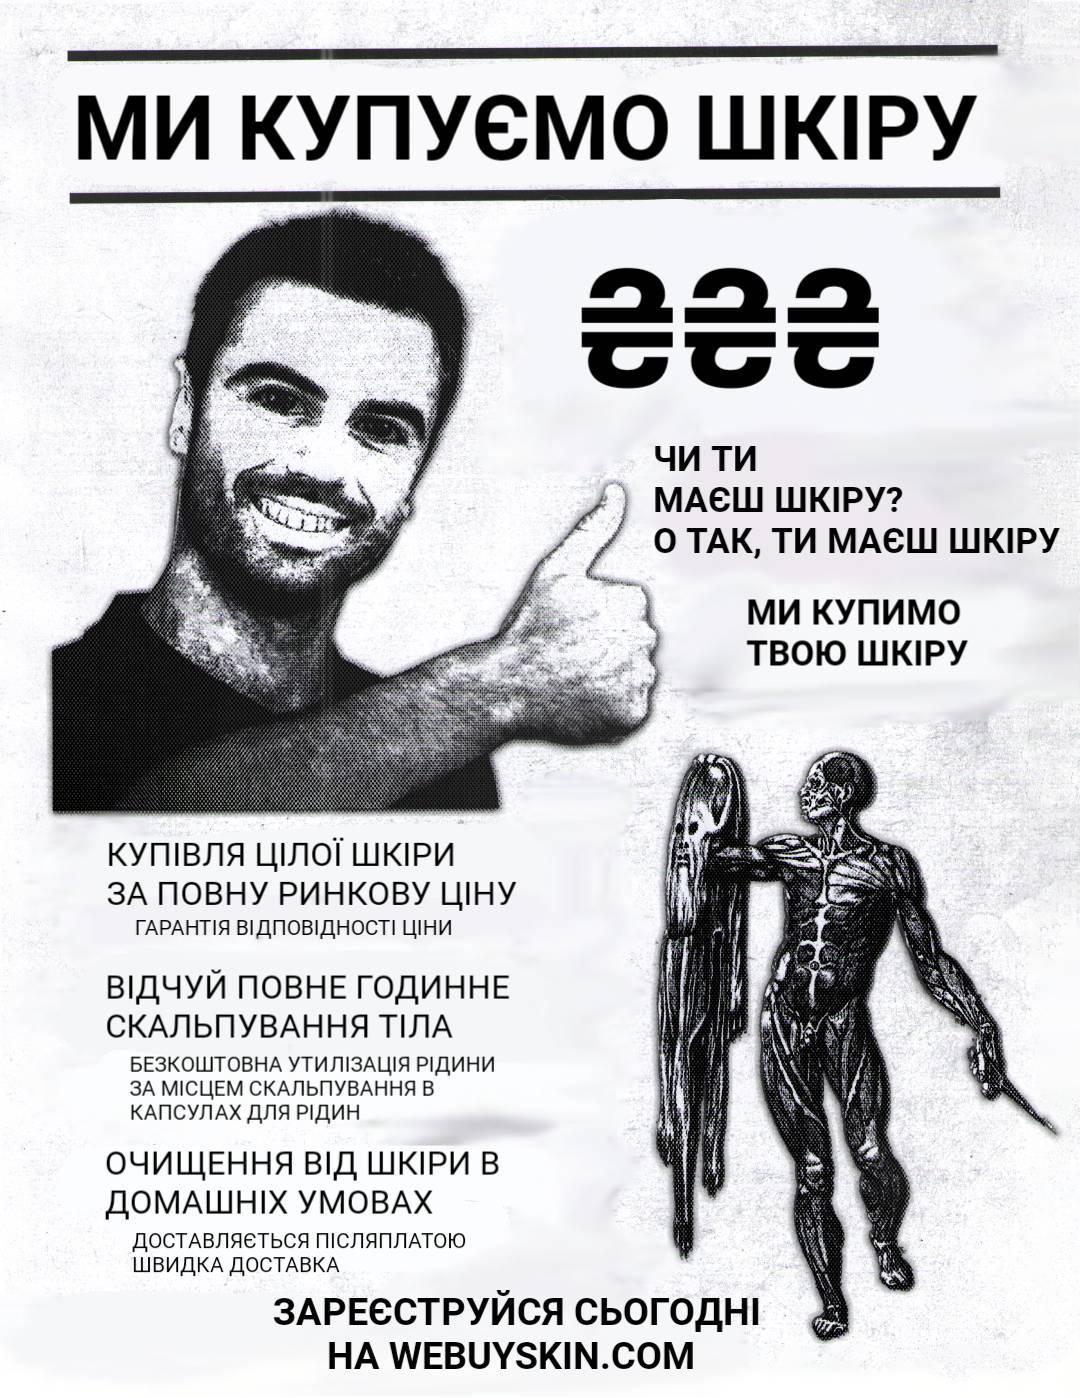 МИ КУПУЄМО ШКІРУ
₴₴₴
ЧИ ТИ
МАЄШ ШКІРУ?
О ТАК, ТИ МАЄШ ШКІРУ
МИ КУПИМО
ТВОЮ ШКІРУ
КУПІВЛЯ ЦІЛОЇ ШКІРИ
ЗА ПОВНУ РИНКОВУ ЦІНУ
ГАРАНТІЯ ВІДПОВІДНОСТІ ЦІНИ
ВІДЧУЙ ПОВНЕ ГОДИННЕ
СКАЛЬПУВАННЯ ТІЛА
БЕЗКОШТОВНА УТИЛІЗАЦІЯ РІДИНИ
ЗА МІСЦЕМ СКАЛЬПУВАННЯ В
КАПСУЛАХ ДЛЯ РІДИН
ОЧИЩЕННЯ ВІД ШКІРИ В
ДОМАШНІХ УМОВАХ
ДОСТАВЛЯЄТЬСЯ ПІСЛЯПЛАТОЮ
ШВИДКА ДОСТАВКА
ЗАРЕЄСТРУЙСЯ СЬОГОДНІ
НА WEBUYSKIN.COM